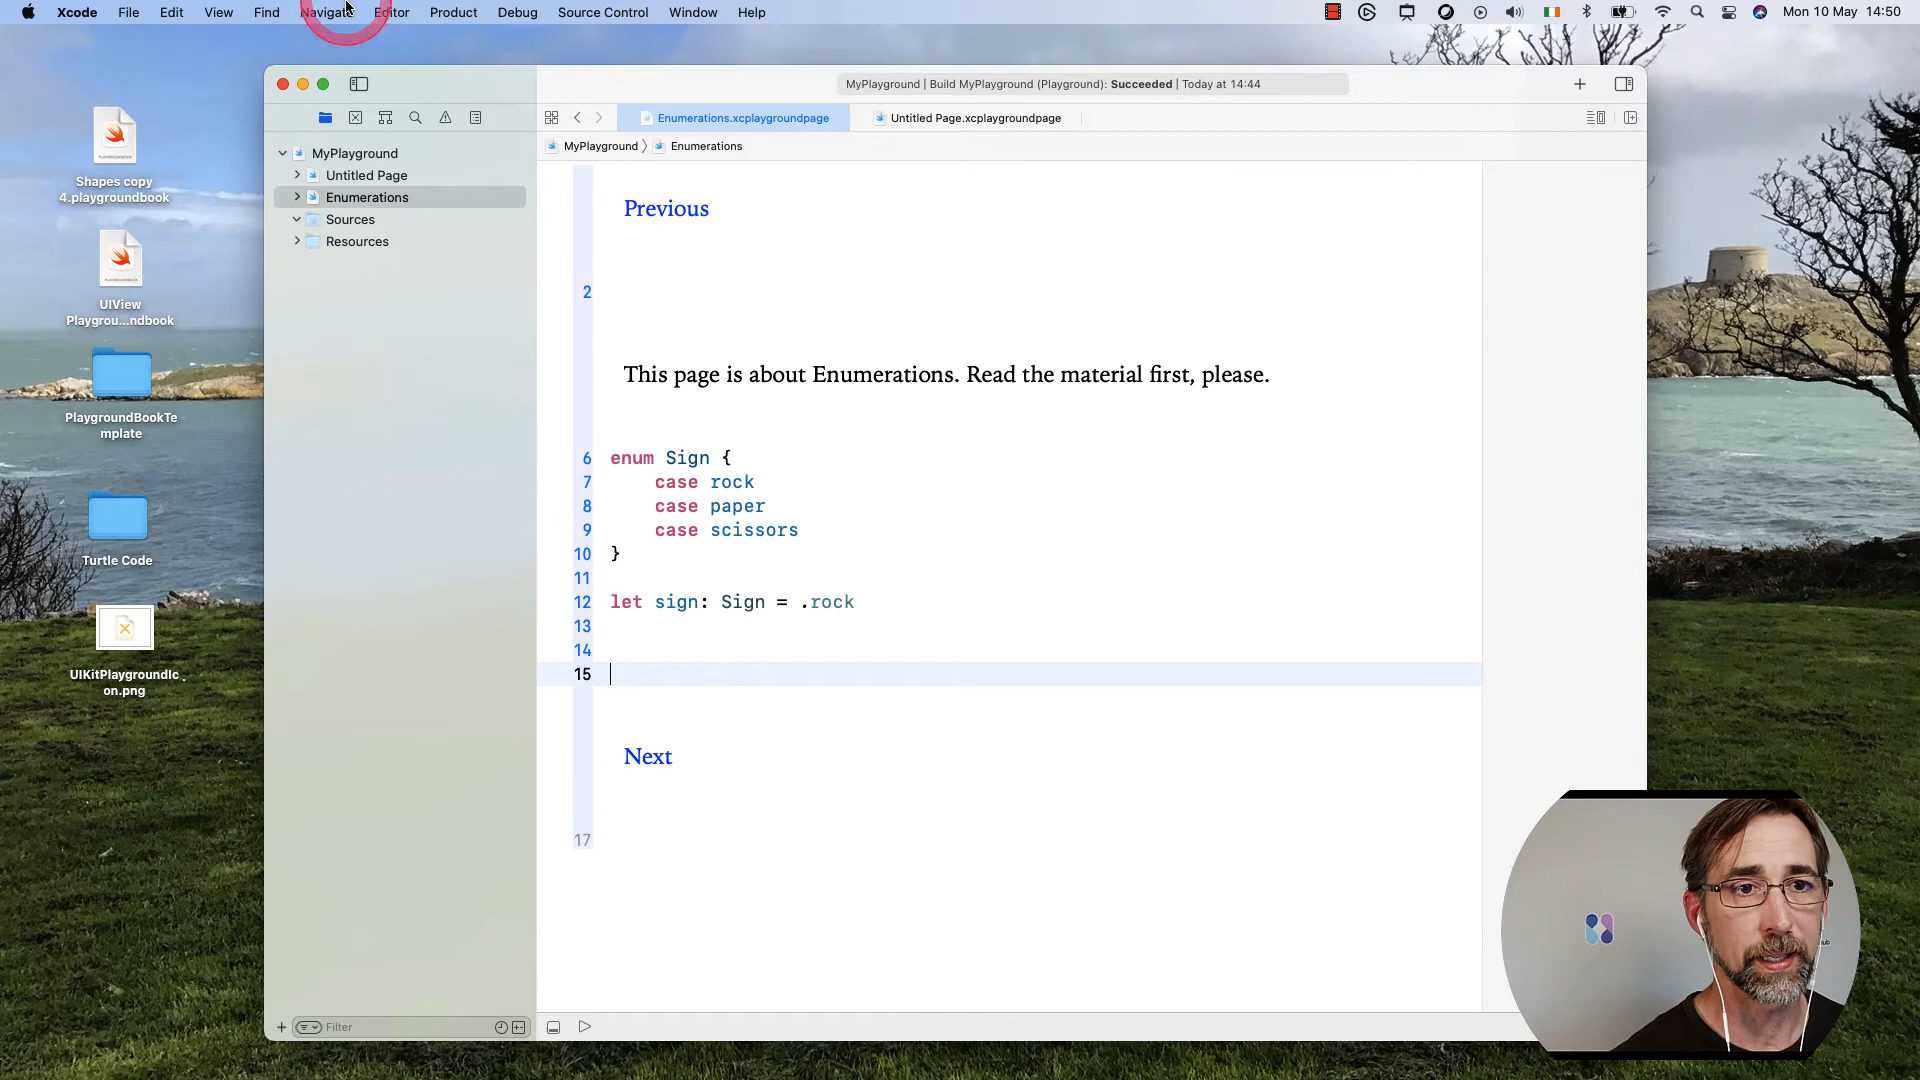 Xcode File Edit View Find Navigate Editor Product Debug Source Control Window Help Mon 10 May 14:50
MyPlayground | Build MyPlayground (Playground): Succeeded | Today at 14:44
Enumerations.xcplaygroundpage Untitled Page.xcplaygroundpage
MyPlayground Enumerations
MyPlayground
Untitled Page
Enumerations
Sources
Resources
Filter
Previous
2
This page is about Enumerations. Read the material first, please.
6 enum Sign {
7 case rock
8 case paper
9 case scissors
10 }
11
12 let sign: Sign = .rock
13
14
15
Next
17
Shapes copy
4.playgroundbook
UIView
Playgrou...ndbook
PlaygroundBookTe
mplate
Turtle Code
UIKitPlaygroundIc
on.png